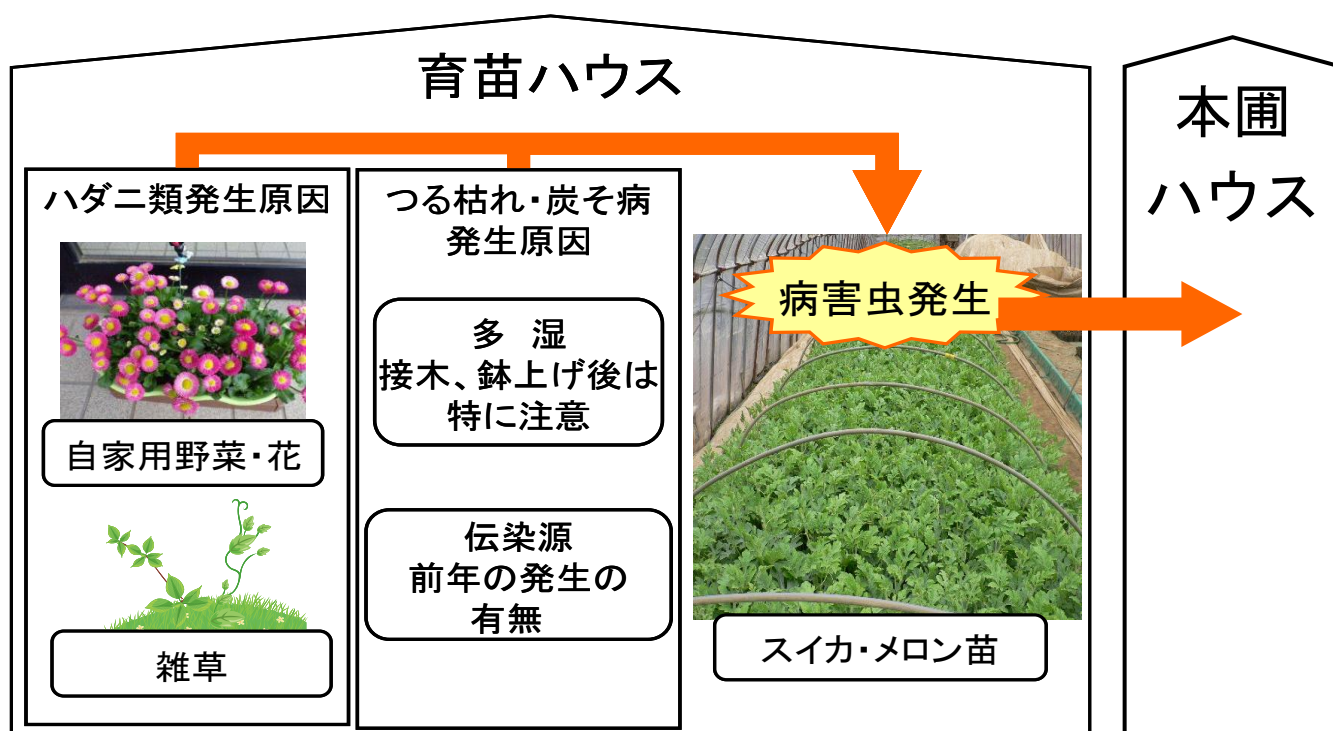 育苗ハウス
ハダニ類発生原因
自家用野菜・花
雑草
つる枯れ・炭そ病
発生原因
多　湿
接木、鉢上げ後は
特に注意
伝染源
前年の発生の
有無
病害虫発生
スイカ・メロン苗
本圃
ハウス